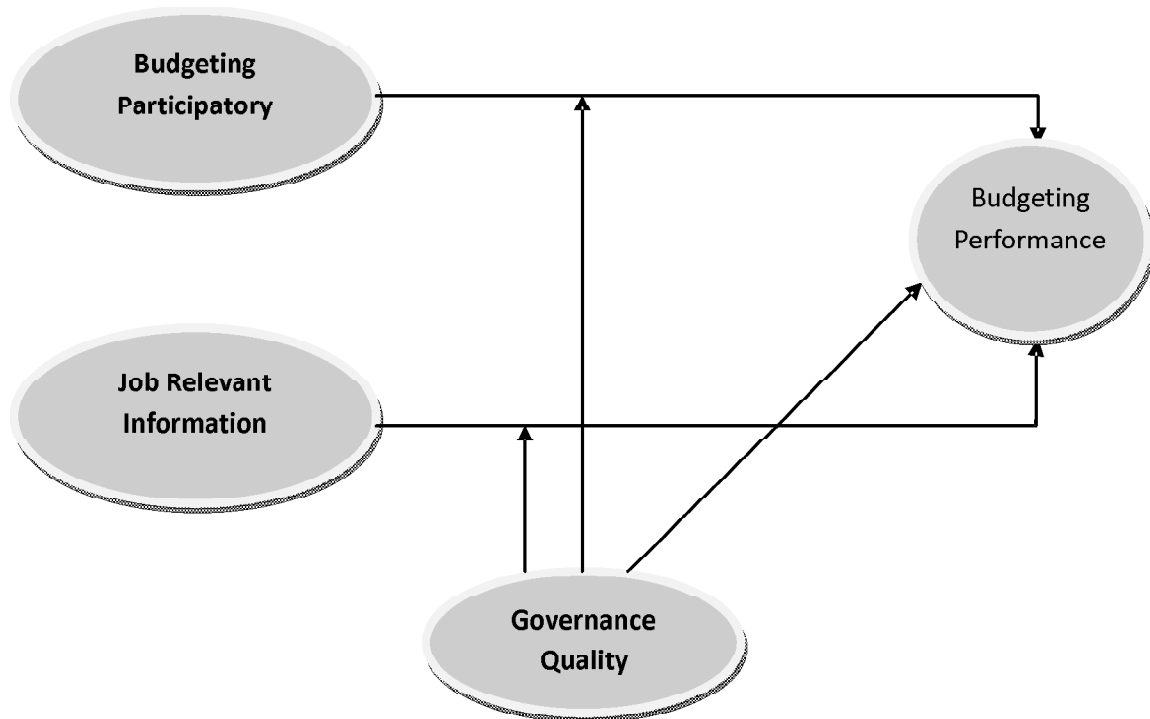 Budgeting
Participatory
Budgeting
Performance
Job Relevant
Information
Governance
Quality